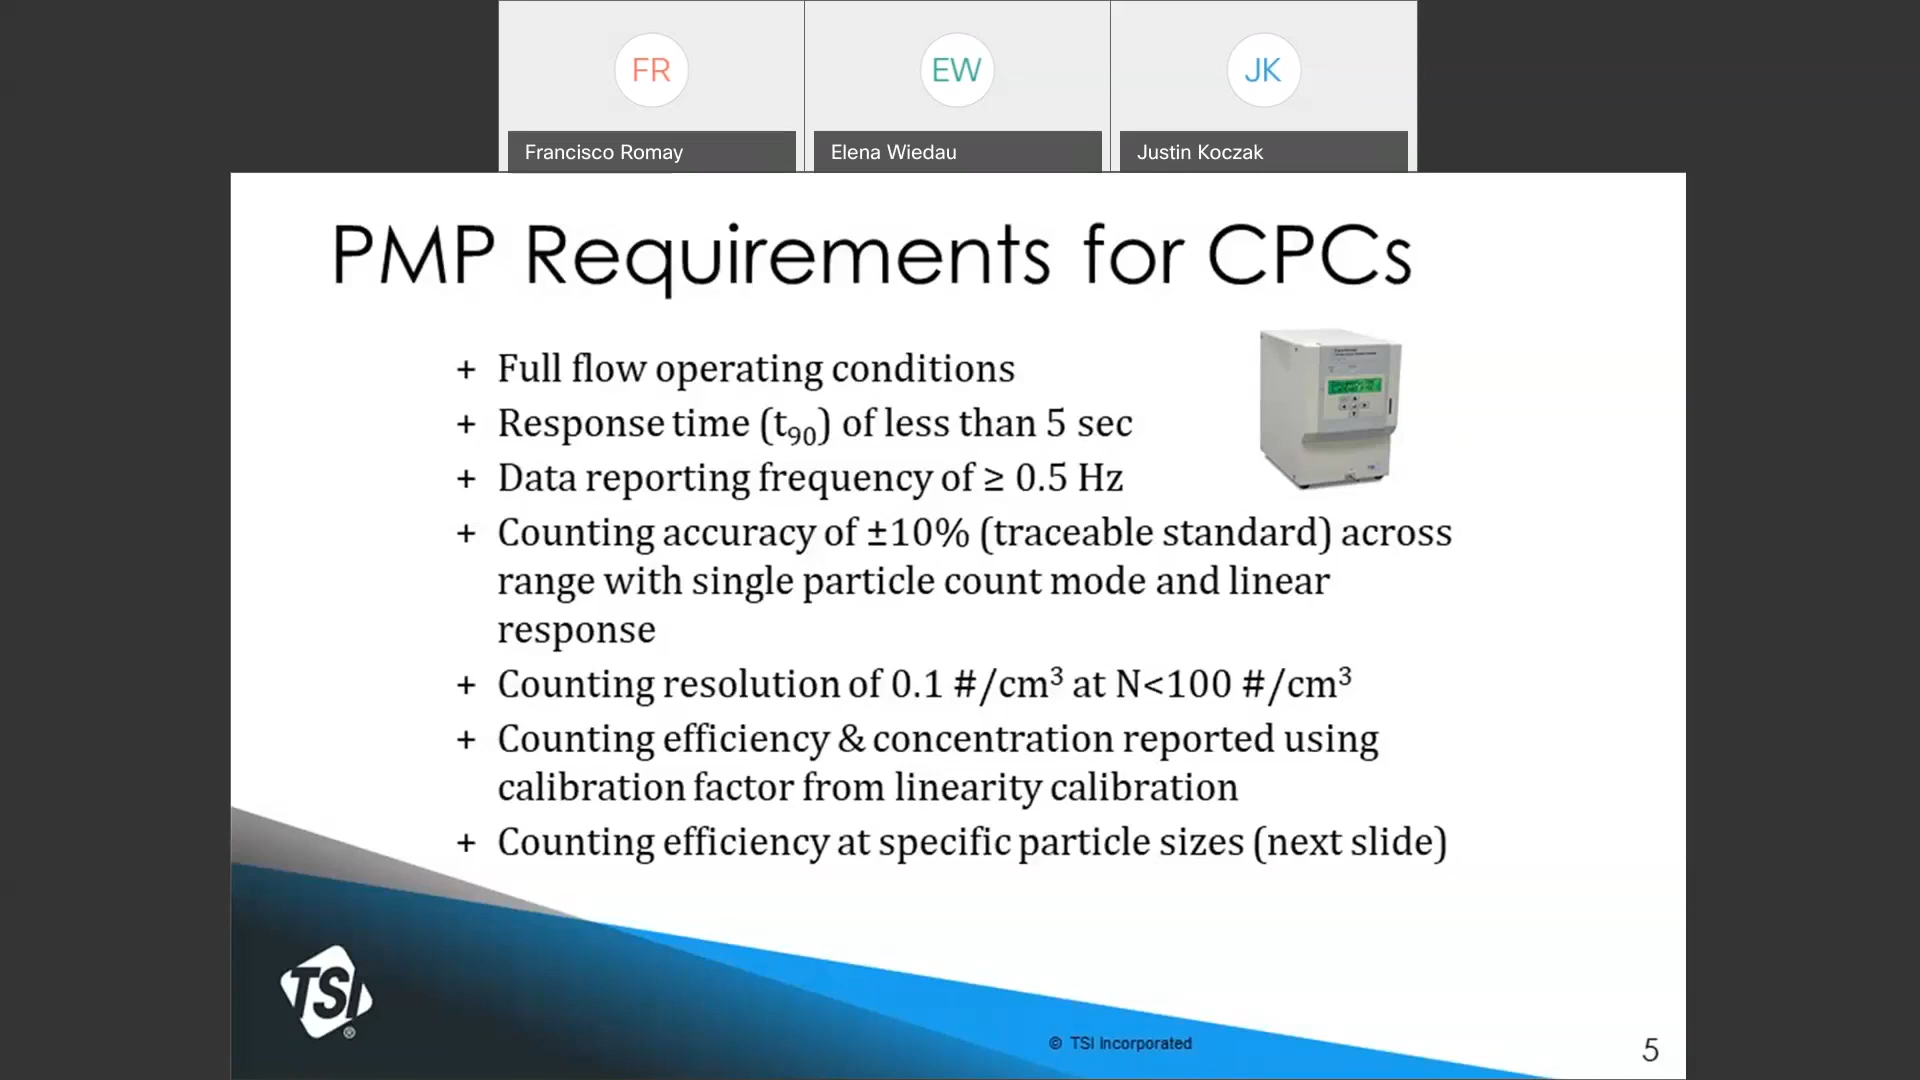 FR
EW
JK
Francisco Romay
Elena Wiedau
Justin Koczak
PMP Requirements for CPCs
+ Full flow operating conditions
+ Response time (t₉₀) of less than 5 sec
+ Data reporting frequency of ≥ 0.5 Hz
+ Counting accuracy of ±10% (traceable standard) across
range with single particle count mode and linear
response
+ Counting resolution of 0.1 #/cm³ at N<100 #/cm³
+ Counting efficiency & concentration reported using
calibration factor from linearity calibration
+ Counting efficiency at specific particle sizes (next slide)
TSI®
© TSI Incorporated
5